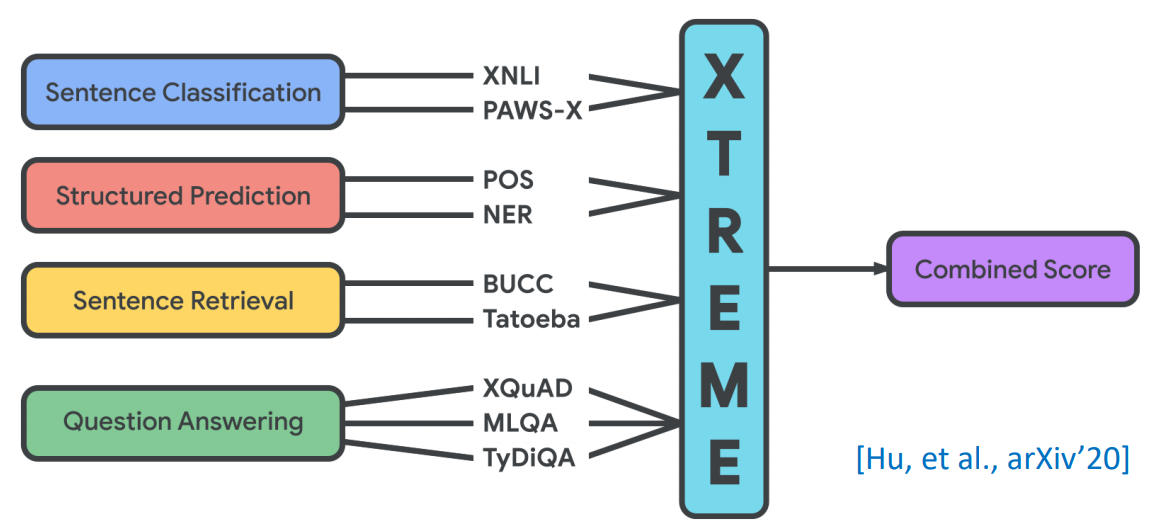 Sentence Classification
XNLI
PAWS-X
Structured Prediction
POS
NER
Sentence Retrieval
BUCC
Tatoeba
Question Answering
XQuAD
MLQA
TyDiQA
XTREME
Combined Score
[Hu, et al., arXiv’20]